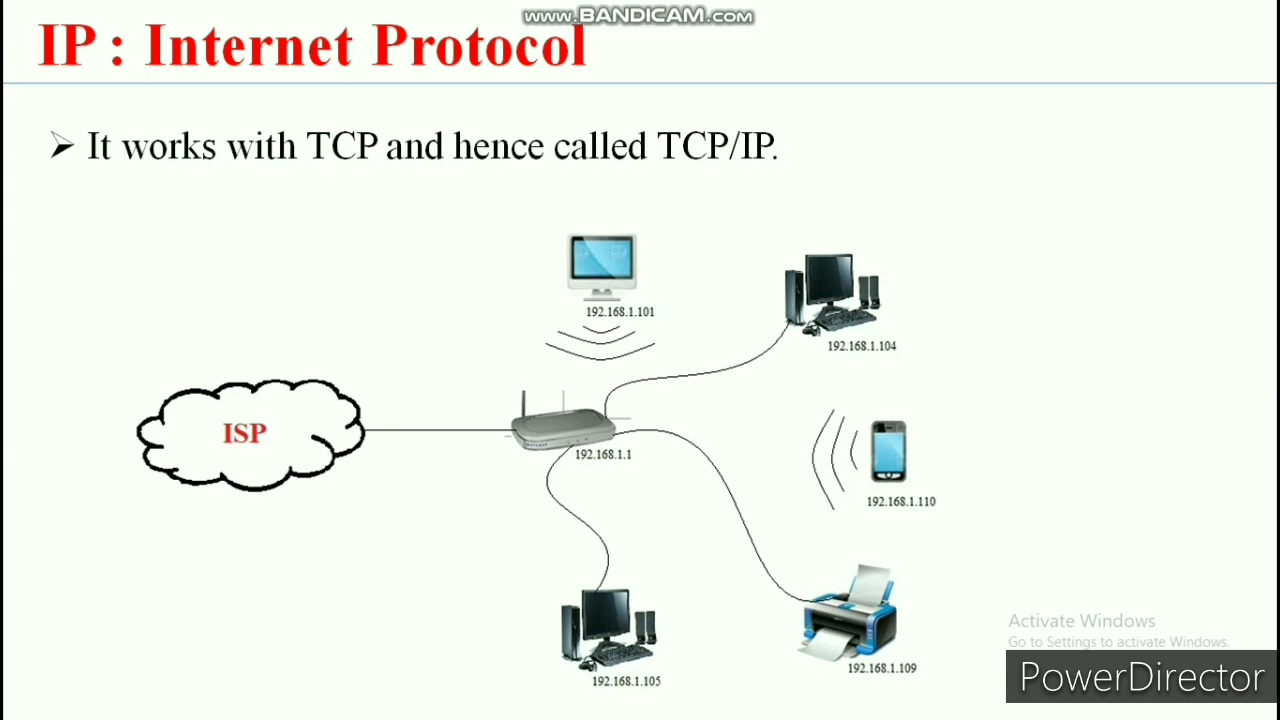 www.BANDICAM.com
IP : Internet Protocol
It works with TCP and hence called TCP/IP.
192.168.1.101
192.168.1.104
ISP
192.168.1.1
192.168.1.110
192.168.1.105
192.168.1.109
Activate Windows
Go to Settings to activate Windows.
PowerDirector